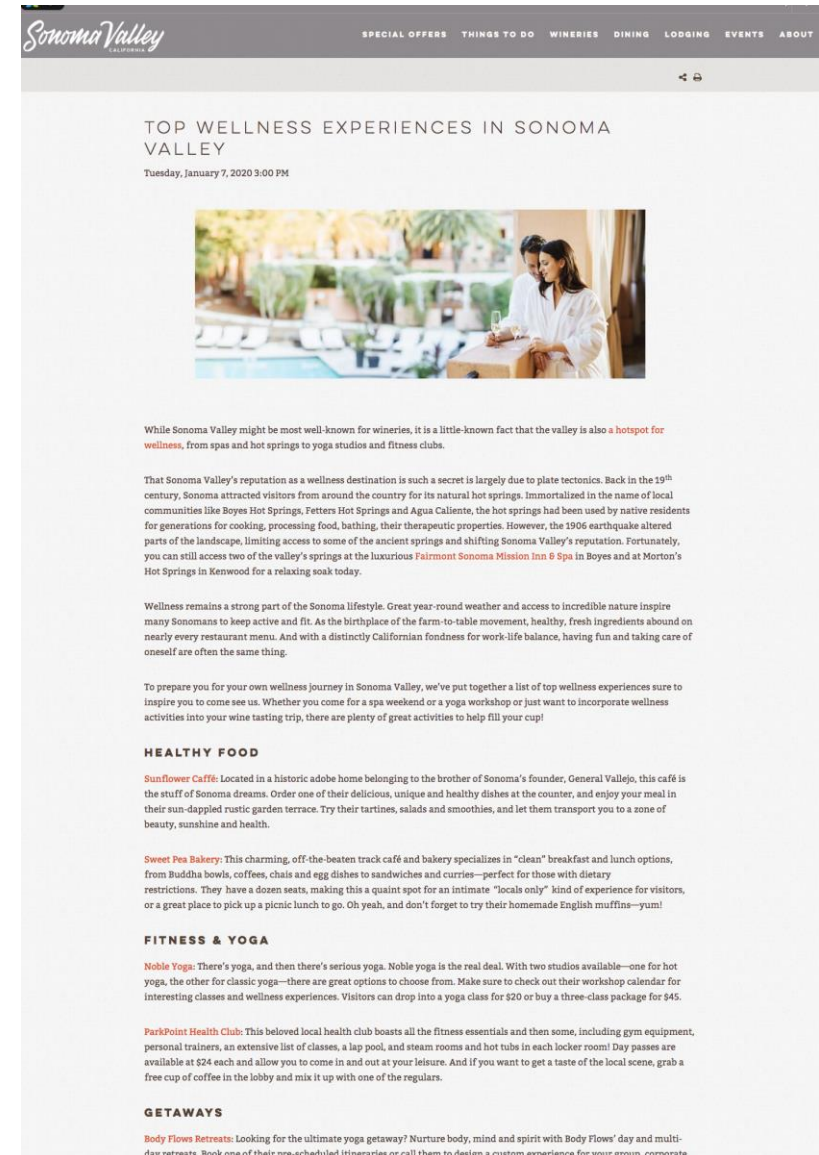 Sonoma Valley
CALIFORNIA
SPECIAL OFFERS THINGS TO DO WINERIES DINING LODGING EVENTS ABOUT
TOP WELLNESS EXPERIENCES IN SONOMA
VALLEY
Tuesday, January 7, 2020 3:00 PM
While Sonoma Valley might be most well-known for wineries, it is a little-known fact that the valley is also a hotspot for
wellness, from spas and hot springs to yoga studios and fitness clubs.
That Sonoma Valley's reputation as a wellness destination is such a secret is largely due to plate tectonics. Back in the 19th
century, Sonoma attracted visitors from around the country for its natural hot springs. Immortalized in the name of local
communities like Boyes Hot Springs, Fetters Hot Springs and Agua Caliente, the hot springs had been used by native residents
for generations for cooking, processing food, bathing, their therapeutic properties. However, the 1906 earthquake altered
parts of the landscape, limiting access to some of the ancient springs and shifting Sonoma Valley's reputation. Fortunately,
you can still access two of the valley's springs at the luxurious Fairmont Sonoma Mission Inn & Spa in Boyes and at Morton's
Hot Springs in Kenwood for a relaxing soak today.
Wellness remains a strong part of the Sonoma lifestyle. Great year-round weather and access to incredible nature inspire
many Sonomans to keep active and fit. As the birthplace of the farm-to-table movement, healthy, fresh ingredients abound on
nearly every restaurant menu. And with a distinctly Californian fondness for work-life balance, having fun and taking care of
oneself are often the same thing.
To prepare you for your own wellness journey in Sonoma Valley, we've put together a list of top wellness experiences sure to
inspire you to come see us. Whether you come for a spa weekend or a yoga workshop or just want to incorporate wellness
activities into your wine tasting trip, there are plenty of great activities to help fill your cup!
HEALTHY FOOD
Sunflower Caffé: Located in a historic adobe home belonging to the brother of Sonoma's founder, General Vallejo, this café is
the stuff of Sonoma dreams. Order one of their delicious, unique and healthy dishes at the counter, and enjoy your meal in
their sun-dappled rustic garden terrace. Try their tartines, salads and smoothies, and let them transport you to a zone of
beauty, sunshine and health.
Sweet Pea Bakery: This charming, off-the-beaten track café and bakery specializes in "clean" breakfast and lunch options,
from Buddha bowls, coffees, chais and egg dishes to sandwiches and curries—perfect for those with dietary
restrictions. They have a dozen seats, making this a quaint spot for an intimate "locals only" kind of experience for visitors,
or a great place to pick up a picnic lunch to go. Oh yeah, and don't forget to try their homemade English muffins—yum!
FITNESS & YOGA
Noble Yoga: There's yoga, and then there's serious yoga. Noble yoga is the real deal. With two studios available—one for hot
yoga, the other for classic yoga—there are great options to choose from. Make sure to check out their workshop calendar for
interesting classes and wellness experiences. Visitors can drop into a yoga class for $20 or buy a three-class package for $45.
ParkPoint Health Club: This beloved local health club boasts all the fitness essentials and then some, including gym equipment,
personal trainers, an extensive list of classes, a lap pool, and steam rooms and hot tubs in each locker room! Day passes are
available at $24 each and allow you to come in and out at your leisure. And if you want to get a taste of the local scene, grab a
free cup of coffee in the lobby and mix it up with one of the regulars.
GETAWAYS
Body Flows Retreats: Looking for the ultimate yoga getaway? Nurture body, mind and spirit with Body Flows' day and multi-
day retreats. Book one of their pre-scheduled itineraries or call them to design a custom experience for your group, corporate